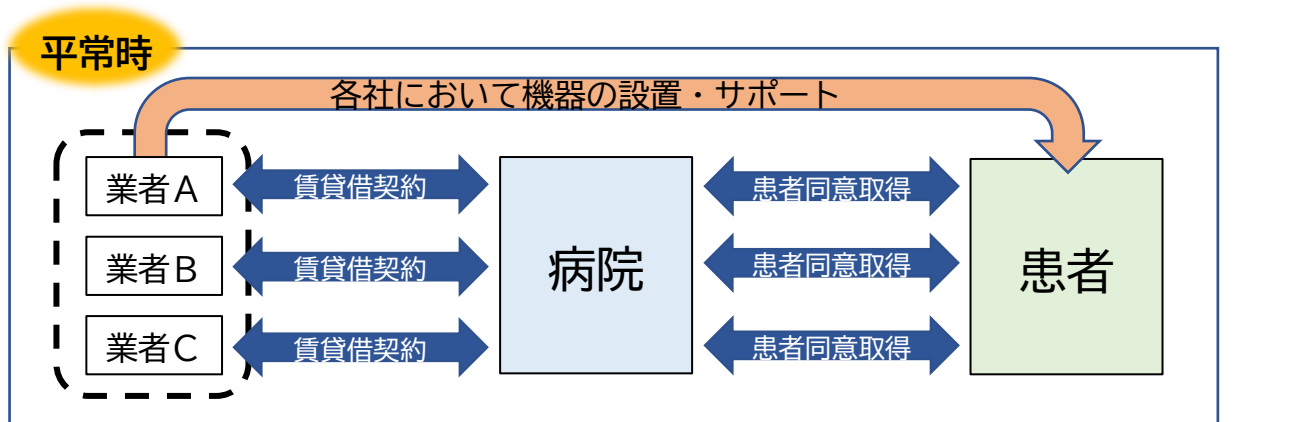 平常時
各社において機器の設置・サポート
業者A
賃貸借契約
病院
患者同意取得
患者
業者B
賃貸借契約
患者同意取得
業者C
賃貸借契約
患者同意取得